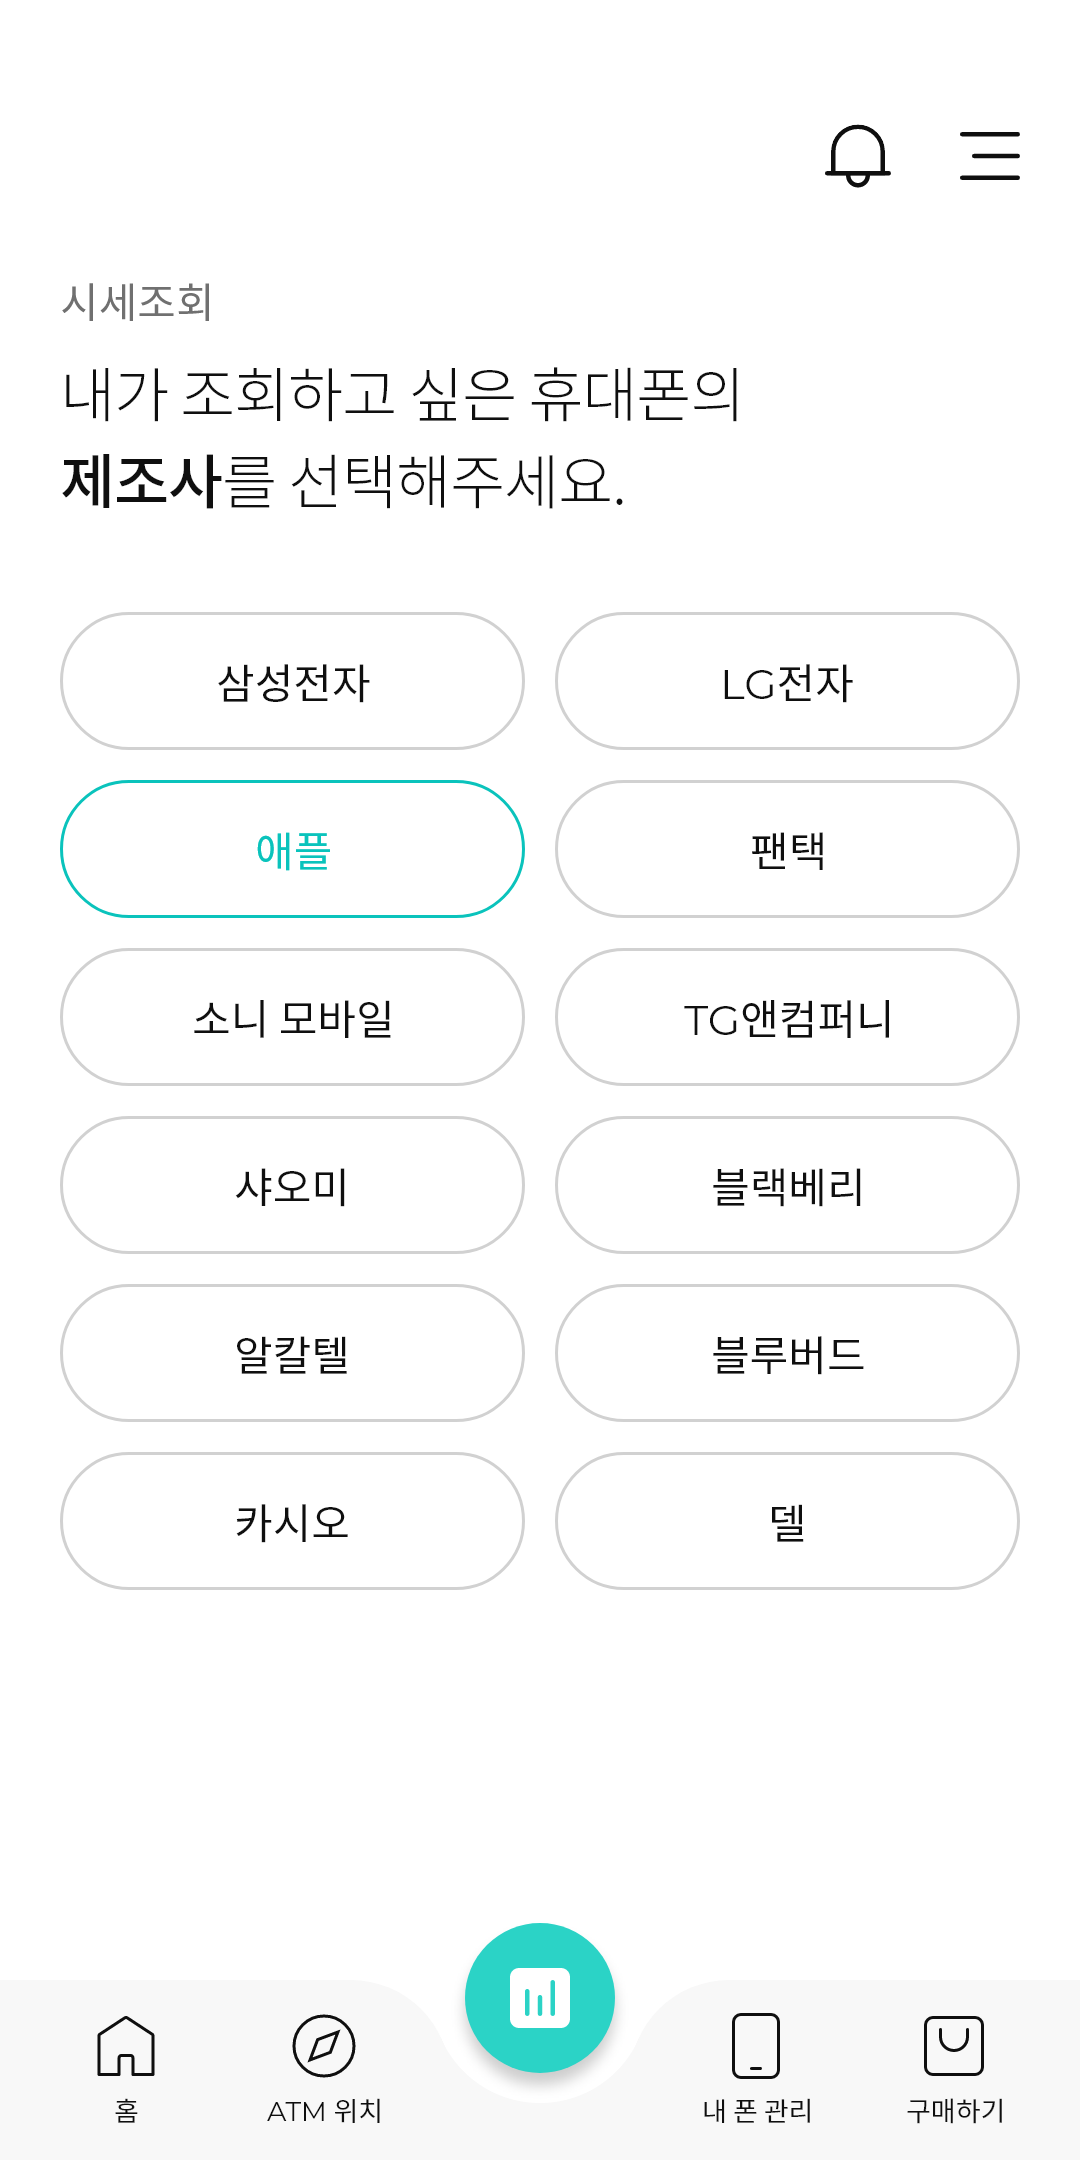 시세조회
내가 조회하고 싶은 휴대폰의
제조사를 선택해주세요.
삼성전자
LG전자
애플
팬택
소니 모바일
TG앤컴퍼니
샤오미
블랙베리
알칼텔
블루버드
카시오
델
홈
ATM 위치
내 폰 관리
구매하기